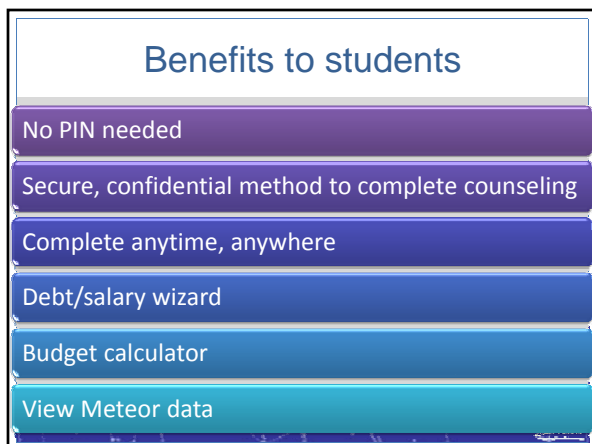 Benefits to students
No PIN needed
Secure, confidential method to complete counseling
Complete anytime, anywhere
Debt/salary wizard
Budget calculator
View Meteor data